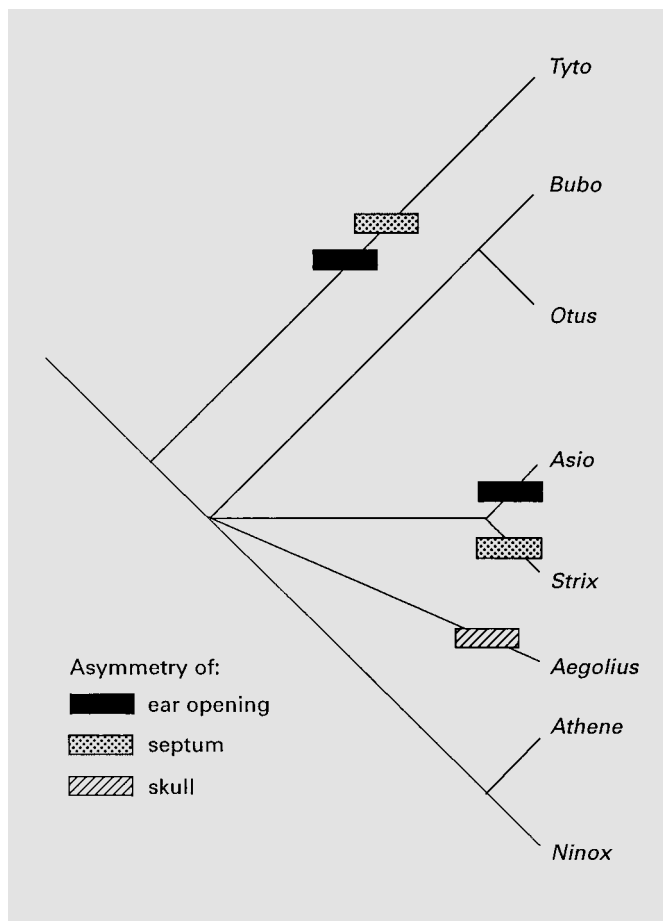 Tyto
Bubo
Otus
Asio
Strix
Aegolius
Athene
Ninox
Asymmetry of:
ear opening
septum
skull